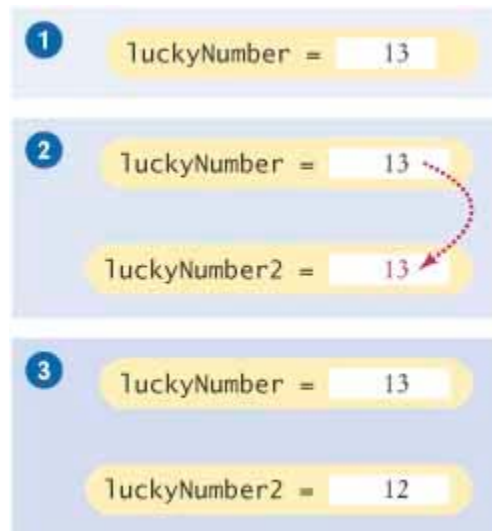 1
luckyNumber = 13
2
luckyNumber = 13
luckyNumber2 = 13
3
luckyNumber = 13
luckyNumber2 = 12